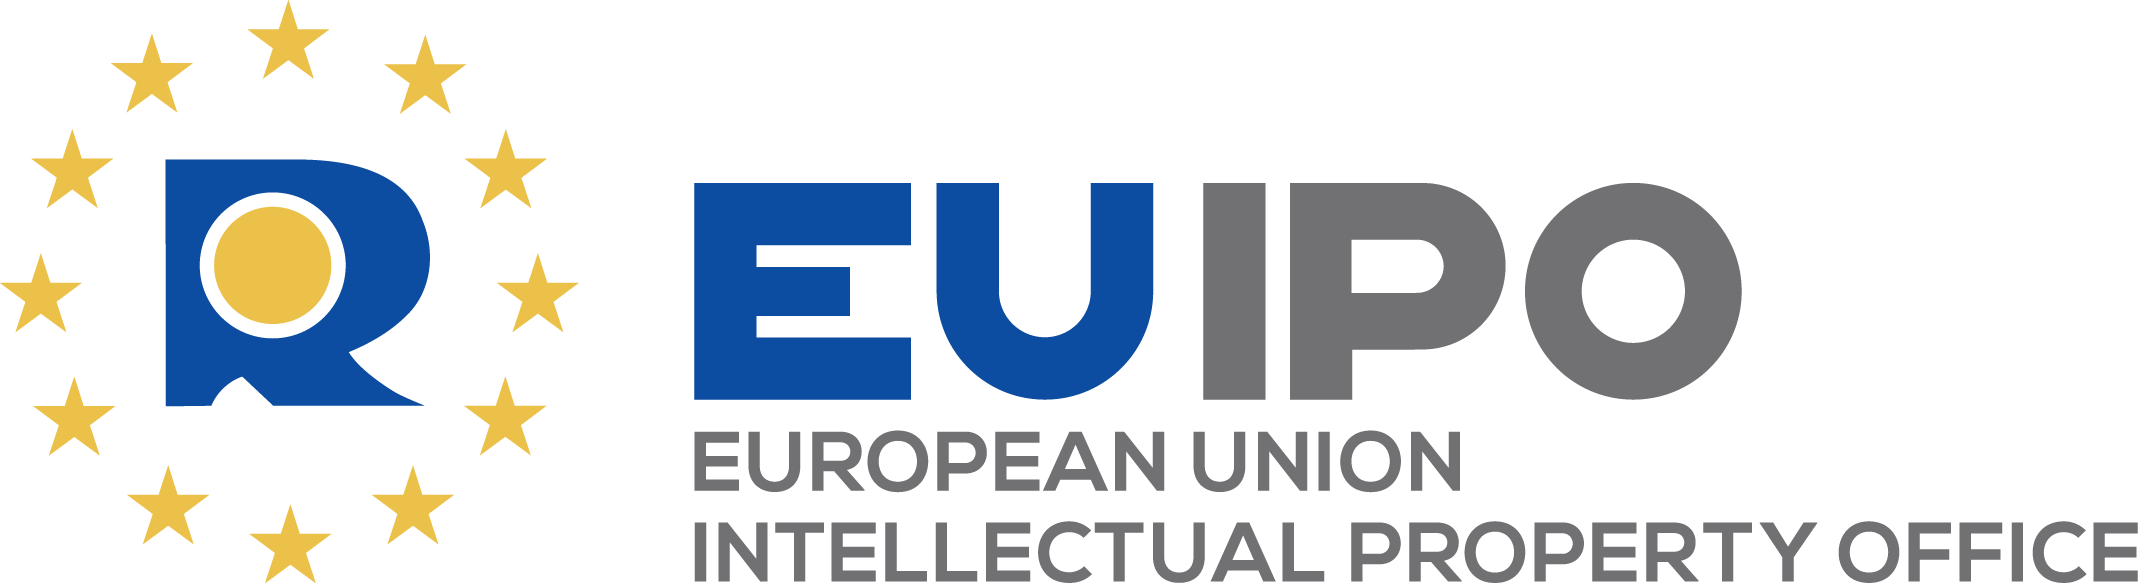 R
EUIPO
EUROPEAN UNION
INTELLECTUAL PROPERTY OFFICE